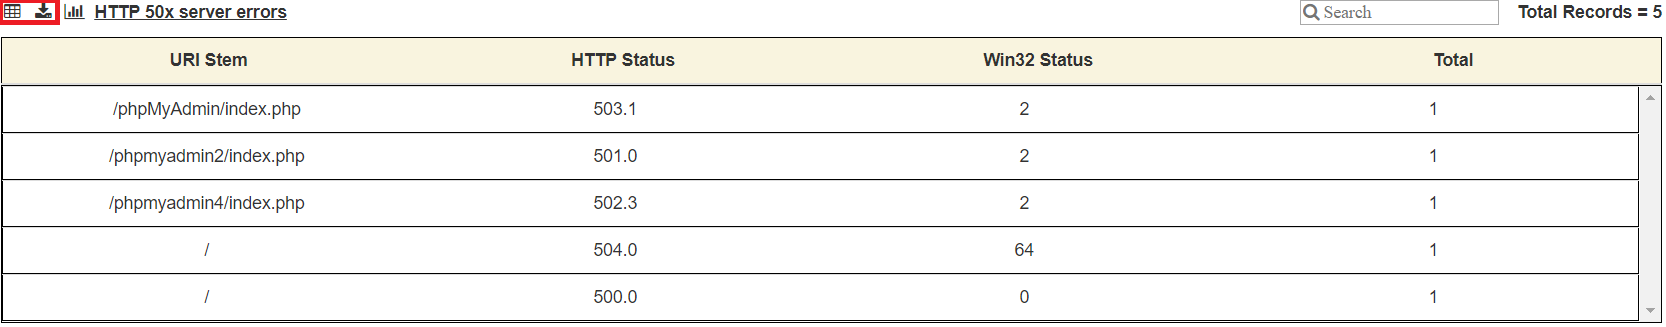 HTTP 50x server errors Search Total Records = 5
URI Stem HTTP Status Win32 Status Total
/phpMyAdmin/index.php 503.1 2 1
/phpmyadmin2/index.php 501.0 2 1
/phpmyadmin4/index.php 502.3 2 1
/ 504.0 64 1
/ 500.0 0 1